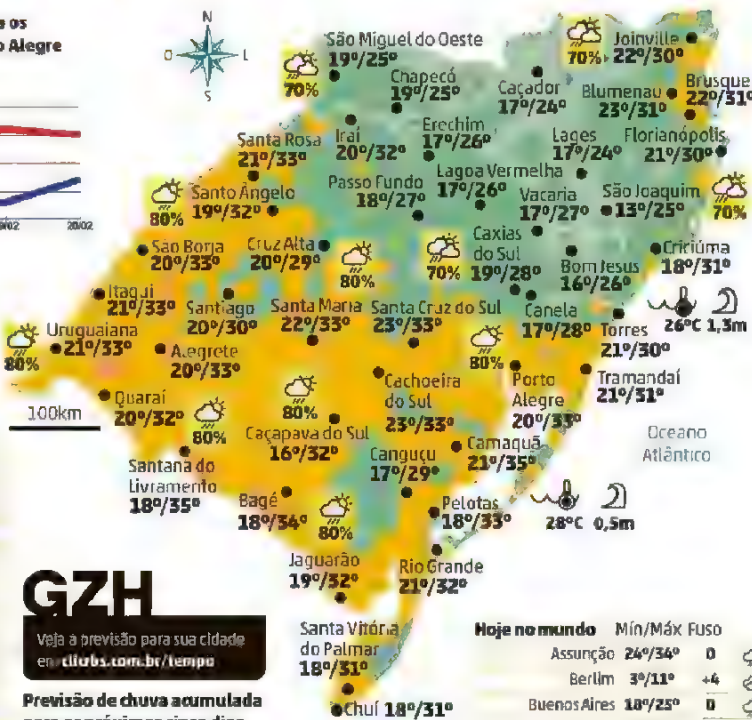 os
Alegre
20/02
N
O
L
S
70%
São Miguel do Oeste
19º/25º
Chapecó
19º/25º
Caçador
17º/24º
70%
Joinville
22º/30º
Blumenau
23º/31º
Brusque
22º/31º
Santa Rosa
21º/33º
Iraí
20º/32º
Erechim
17º/26º
Lages
17º/24º
Florianópolis
21º/30º
80%
Santo Ângelo
19º/32º
Passo Fundo
18º/27º
Lagoa Vermelha
17º/26º
Vacaria
17º/27º
São Joaquim
13º/25º
70%
São Borja
20º/33º
Cruz Alta
20º/29º
80%
70%
Caxias
do Sul
19º/28º
Bom Jesus
16º/26º
Criciúma
18º/31º
Itaqui
21º/33º
Santiago
20º/30º
Santa Maria
22º/33º
Santa Cruz do Sul
23º/33º
Canela
17º/28º
Torres
21º/30º
26°C 1,3m
80%
Uruguaiana
21º/33º
Alegrete
20º/33º
80%
Cachoeira
do Sul
23º/33º
Porto
Alegre
20º/33º
Tramandaí
21º/31º
Quaraí
20º/32º
100km
80%
80%
Caçapava do Sul
16º/32º
Camaquã
21º/35º
Oceano
Atlântico
Santana do
Livramento
18º/35º
Bagé
18º/34º
80%
Canguçu
17º/29º
Pelotas
18º/33º
28°C 0,5m
Jaguarão
19º/32º
Rio Grande
21º/32º
GZH
Veja a previsão para sua cidade
em clicrbs.com.br/tempo
Previsão de chuva acumulada
Santa Vitória
do Palmar
18º/31º
Chuí 18º/31º
Hoje no mundo Mín/Máx Fuso
Assunção 24º/34º 0
Berlim 3º/11º +4
Buenos Aires 18º/25º 0